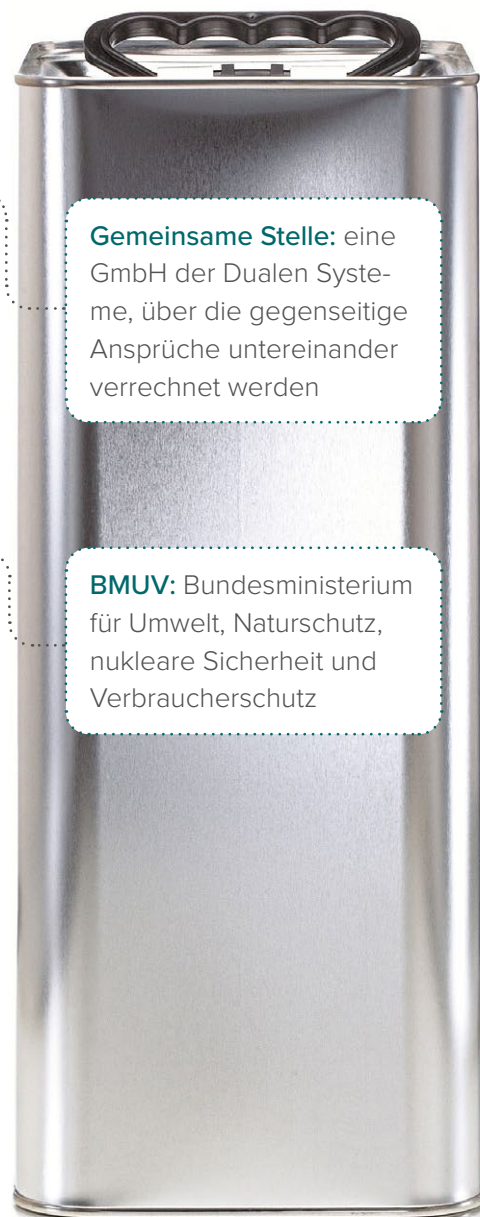 Gemeinsame Stelle: eine
GmbH der Dualen Syste-
me, über die gegenseitige
Ansprüche untereinander
verrechnet werden
BMUV: Bundesministerium
für Umwelt, Naturschutz,
nukleare Sicherheit und
Verbraucherschutz